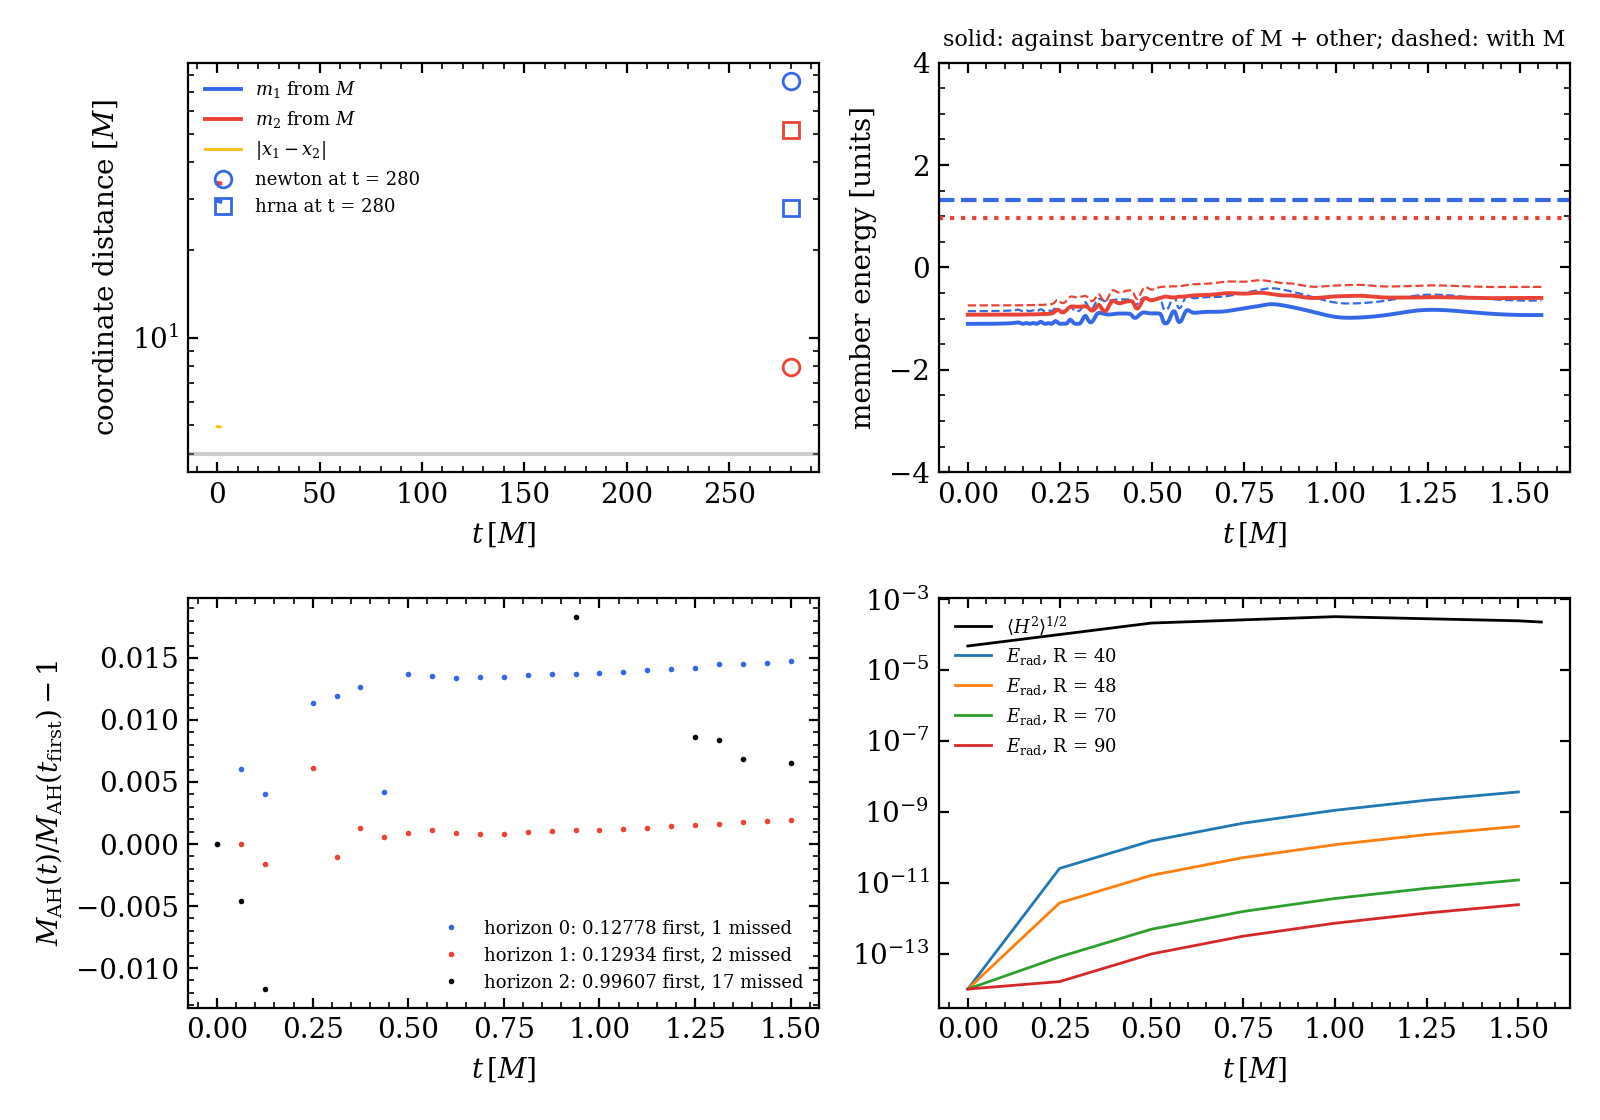 solid: against barycentre of M + other; dashed: with M
coordinate distance [M]
10¹
m₁ from M
m₂ from M
|x₁ − x₂|
newton at t = 280
hrna at t = 280
0 50 100 150 200 250
t [M]
member energy [units]
4
2
0
−2
−4
0.00 0.25 0.50 0.75 1.00 1.25 1.50
t [M]
M_AH(t)/M_AH(t_first) − 1
0.015
0.010
0.005
0.000
−0.005
−0.010
horizon 0: 0.12778 first, 1 missed
horizon 1: 0.12934 first, 2 missed
horizon 2: 0.99607 first, 17 missed
0.00 0.25 0.50 0.75 1.00 1.25 1.50
t [M]
10⁻³
10⁻⁵
10⁻⁷
10⁻⁹
10⁻¹¹
10⁻¹³
⟨H²⟩^1/2
E_rad, R = 40
E_rad, R = 48
E_rad, R = 70
E_rad, R = 90
0.00 0.25 0.50 0.75 1.00 1.25 1.50
t [M]